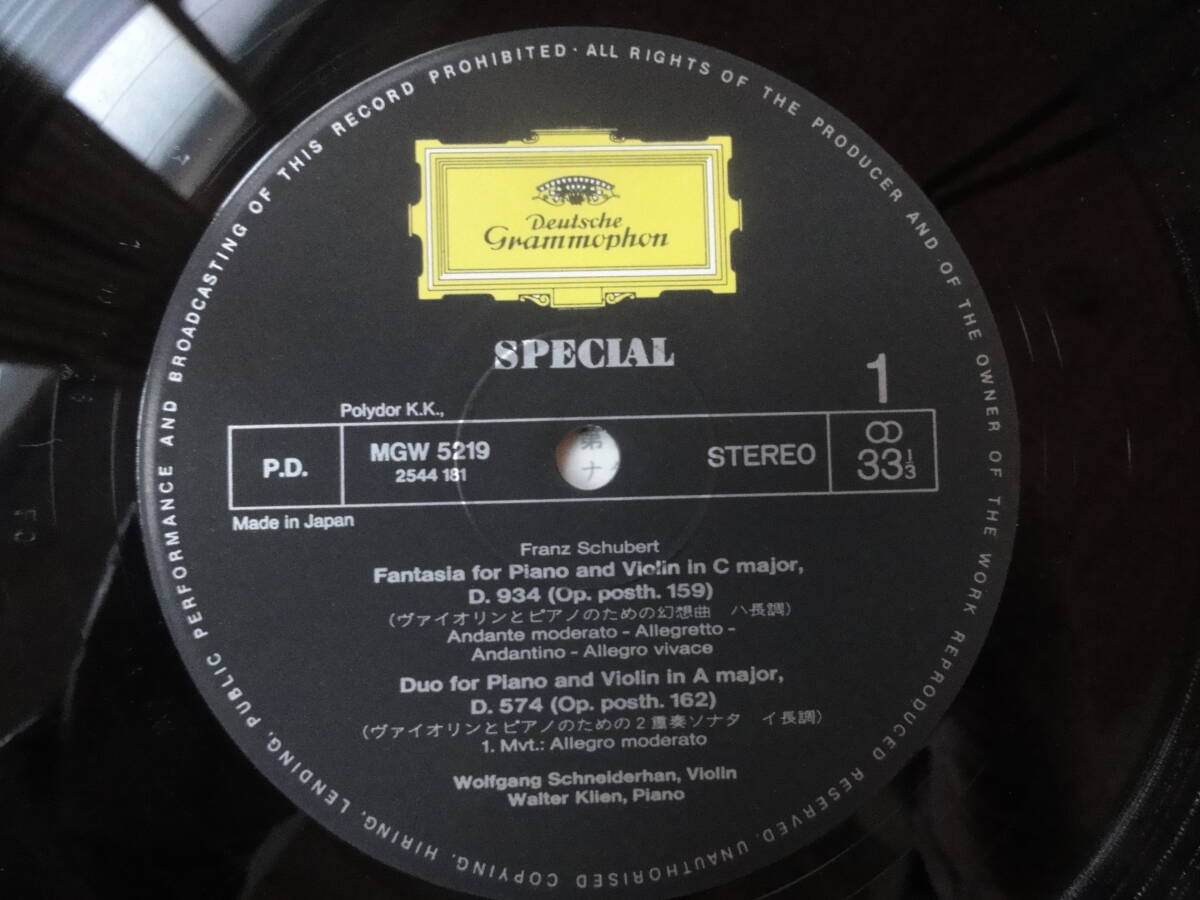 PUBLIC PERFORMANCE AND BROADCASTING OF THIS RECORD PROHIBITED · ALL RIGHTS OF THE PRODUCER AND OF THE OWNER OF THE WORK REPRODUCED RESERVED. UNAUTHORISED COPYING, HIRING, LENDING,
Deutsche
Grammophon
SPECIAL
1
Polydor K.K.,
P.D.
MGW 5219
2544 181
第
ナ
STEREO
33 1/3
Made in Japan
Franz Schubert
Fantasia for Piano and Violin in C major,
D. 934 (Op. posth. 159)
(ヴァイオリンとピアノのための幻想曲 ハ長調)
Andante moderato - Allegretto -
Andantino - Allegro vivace
Duo for Piano and Violin in A major,
D. 574 (Op. posth. 162)
(ヴァイオリンとピアノのための2重奏ソナタ イ長調)
1. Mvt.: Allegro moderato
Wolfgang Schneiderhan, Violin
Walter Klien, Piano